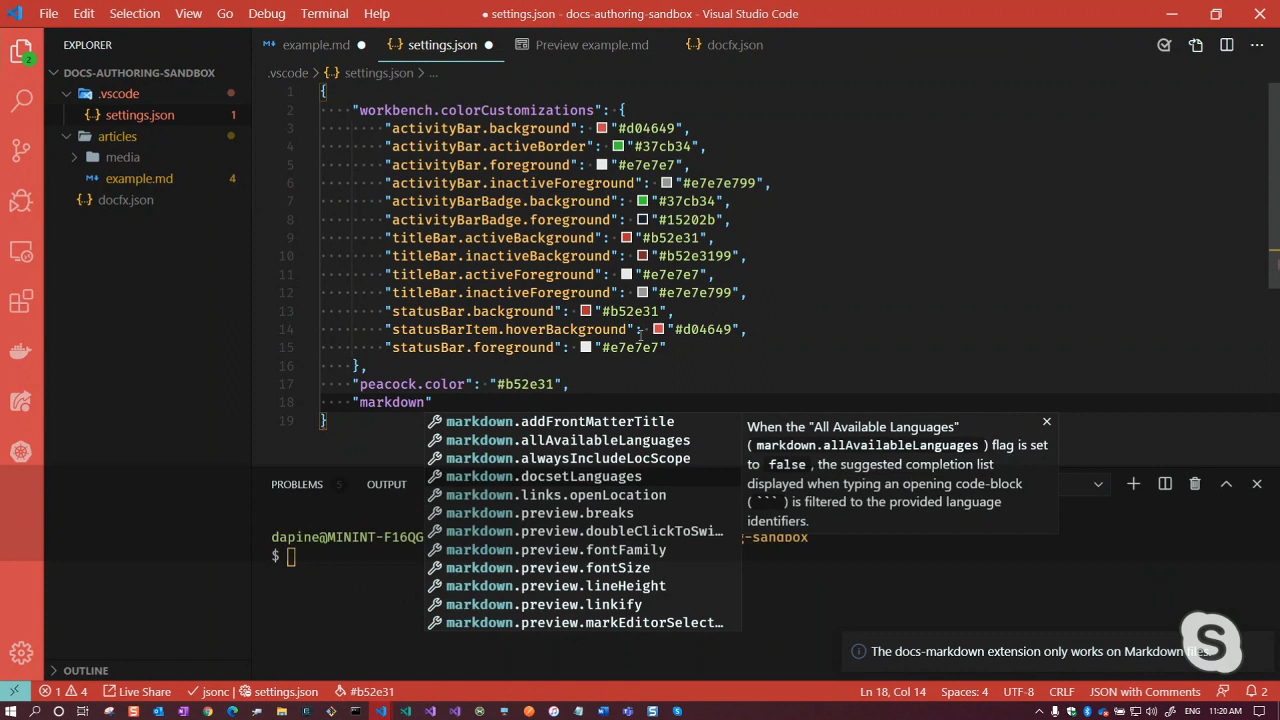 File Edit Selection View Go Debug Terminal Help
● settings.json - docs-authoring-sandbox - Visual Studio Code
EXPLORER
example.md ●
settings.json ●
Preview example.md
docfx.json
DOCS-AUTHORING-SANDBOX
.vscode
settings.json 1
articles
media
example.md 4
docfx.json
OUTLINE
2
.vscode > settings.json > ...
1 {
2 ····"workbench.colorCustomizations": {
3 ········"activityBar.background": "#d04649",
4 ········"activityBar.activeBorder": "#37cb34",
5 ········"activityBar.foreground": "#e7e7e7",
6 ········"activityBar.inactiveForeground": "#e7e7e799",
7 ········"activityBarBadge.background": "#37cb34",
8 ········"activityBarBadge.foreground": "#15202b",
9 ········"titleBar.activeBackground": "#b52e31",
10 ········"titleBar.inactiveBackground": "#b52e3199",
11 ········"titleBar.activeForeground": "#e7e7e7",
12 ········"titleBar.inactiveForeground": "#e7e7e799",
13 ········"statusBar.background": "#b52e31",
14 ········"statusBarItem.hoverBackground": "#d04649",
15 ········"statusBar.foreground": "#e7e7e7"
16 ····},
17 ····"peacock.color": "#b52e31",
18 ····"markdown"
19 }
markdown.addFrontMatterTitle
markdown.allAvailableLanguages
markdown.alwaysIncludeLocScope
markdown.docsetLanguages
markdown.links.openLocation
markdown.preview.breaks
markdown.preview.doubleClickToSwi...
markdown.preview.fontFamily
markdown.preview.fontSize
markdown.preview.lineHeight
markdown.preview.linkify
markdown.preview.markEditorSelect...
When the "All Available Languages"
( markdown.allAvailableLanguages ) flag is set
to false, the suggested completion list
displayed when typing an opening code-block
( ``` ) is filtered to the provided language
identifiers.
PROBLEMS 5 OUTPUT
dapine@MININT-F16QG
g-sandbox
$
The docs-markdown extension only works on Markdown files.
S
1 4 Live Share jsonc settings.json #b52e31
Ln 18, Col 14 Spaces: 4 UTF-8 CRLF JSON with Comments 2
ENG 11:20 AM